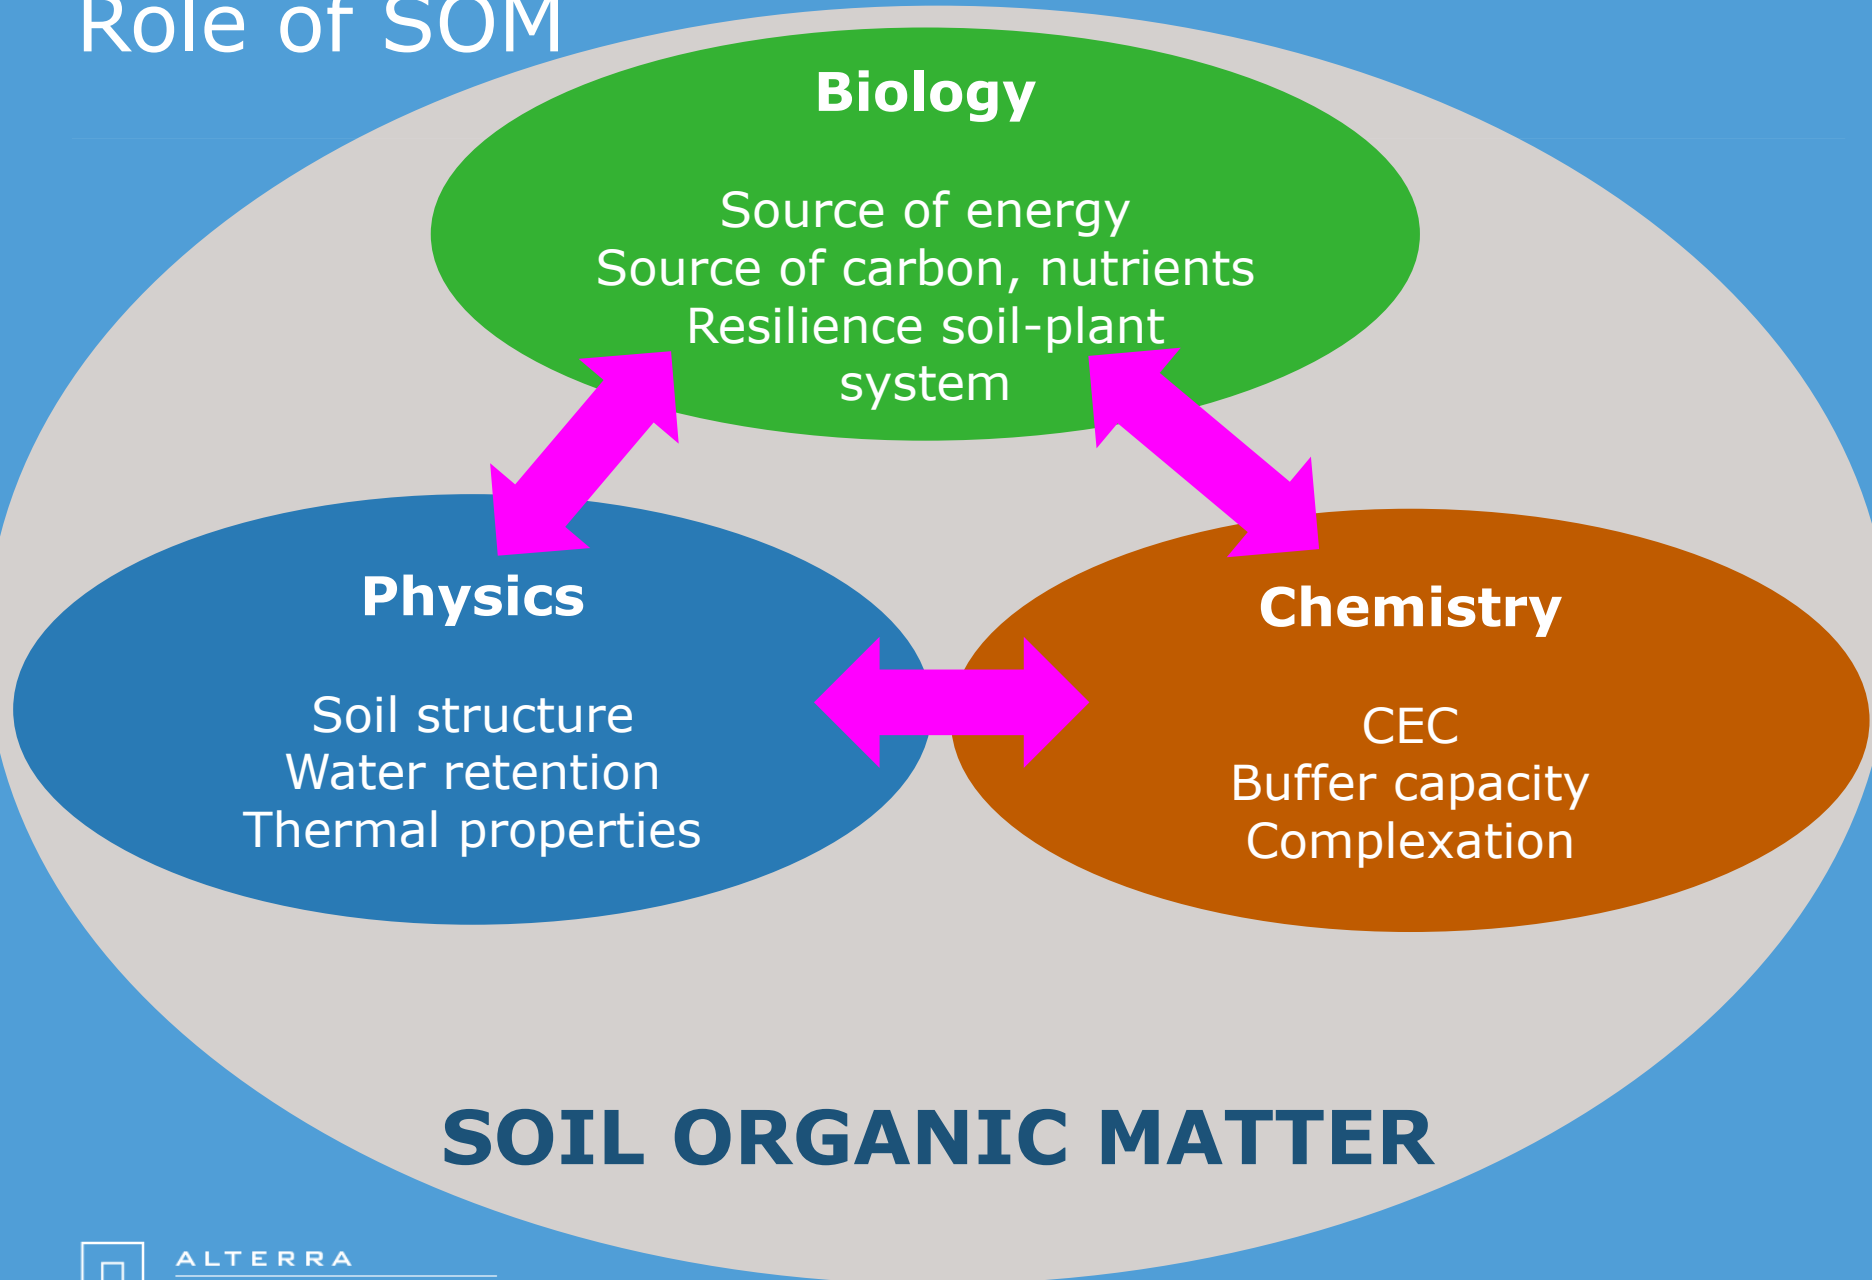 Role of SOM
Biology
Source of energy
Source of carbon, nutrients
Resilience soil-plant
system
Physics
Soil structure
Water retention
Thermal properties
Chemistry
CEC
Buffer capacity
Complexation
SOIL ORGANIC MATTER
ALTERRA